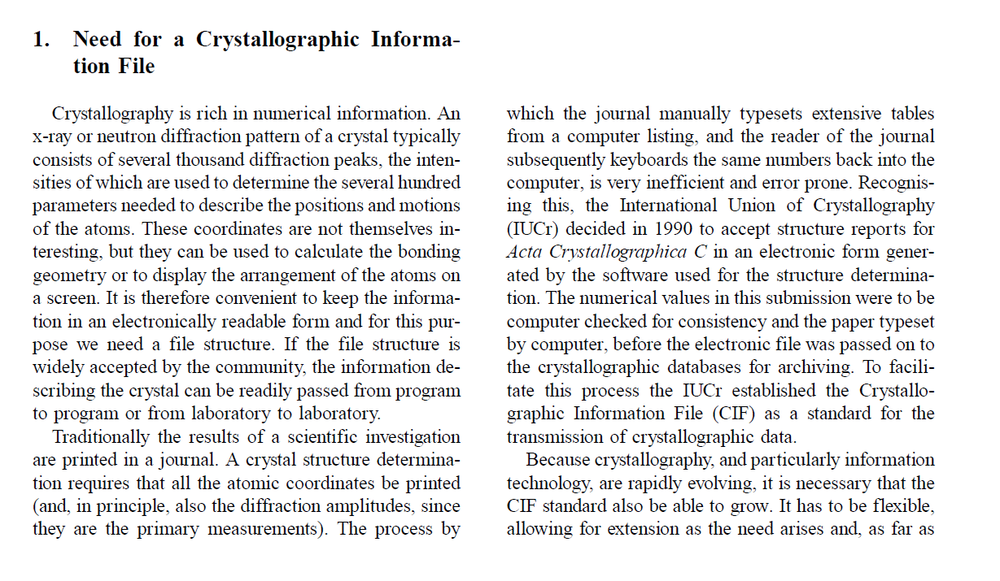 1. Need for a Crystallographic Informa-
tion File
Crystallography is rich in numerical information. An
x-ray or neutron diffraction pattern of a crystal typically
consists of several thousand diffraction peaks, the inten-
sities of which are used to determine the several hundred
parameters needed to describe the positions and motions
of the atoms. These coordinates are not themselves in-
teresting, but they can be used to calculate the bonding
geometry or to display the arrangement of the atoms on
a screen. It is therefore convenient to keep the informa-
tion in an electronically readable form and for this pur-
pose we need a file structure. If the file structure is
widely accepted by the community, the information de-
scribing the crystal can be readily passed from program
to program or from laboratory to laboratory.
Traditionally the results of a scientific investigation
are printed in a journal. A crystal structure determina-
tion requires that all the atomic coordinates be printed
(and, in principle, also the diffraction amplitudes, since
they are the primary measurements). The process by
which the journal manually typesets extensive tables
from a computer listing, and the reader of the journal
subsequently keyboards the same numbers back into the
computer, is very inefficient and error prone. Recognis-
ing this, the International Union of Crystallography
(IUCr) decided in 1990 to accept structure reports for
Acta Crystallographica C in an electronic form gener-
ated by the software used for the structure determina-
tion. The numerical values in this submission were to be
computer checked for consistency and the paper typeset
by computer, before the electronic file was passed on to
the crystallographic databases for archiving. To facili-
tate this process the IUCr established the Crystallo-
graphic Information File (CIF) as a standard for the
transmission of crystallographic data.
Because crystallography, and particularly information
technology, are rapidly evolving, it is necessary that the
CIF standard also be able to grow. It has to be flexible,
allowing for extension as the need arises and, as far as